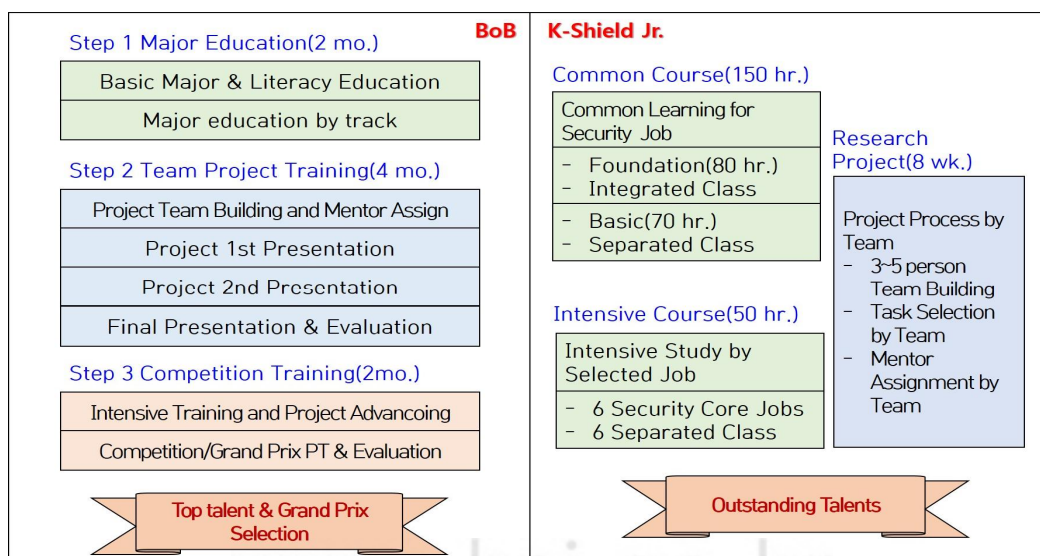 BoB
Step 1 Major Education(2 mo.)
Basic Major & Literacy Education
Major education by track
Step 2 Team Project Training(4 mo.)
Project Team Building and Mentor Assign
Project 1st Presentation
Project 2nd Presentation
Final Presentation & Evaluation
Step 3 Competition Training(2mo.)
Intensive Training and Project Advancoing
Competition/Grand Prix PT & Evaluation
Top talent & Grand Prix
Selection
K-Shield Jr.
Common Course(150 hr.)
Common Learning for
Security Job
- Foundation(80 hr.)
- Integrated Class
- Basic(70 hr.)
- Separated Class
Intensive Course(50 hr.)
Intensive Study by
Selected Job
- 6 Security Core Jobs
- 6 Separated Class
Research
Project(8 wk.)
Project Process by
Team
- 3~5 person
Team Building
- Task Selection
by Team
- Mentor
Assignment by
Team
Outstanding Talents